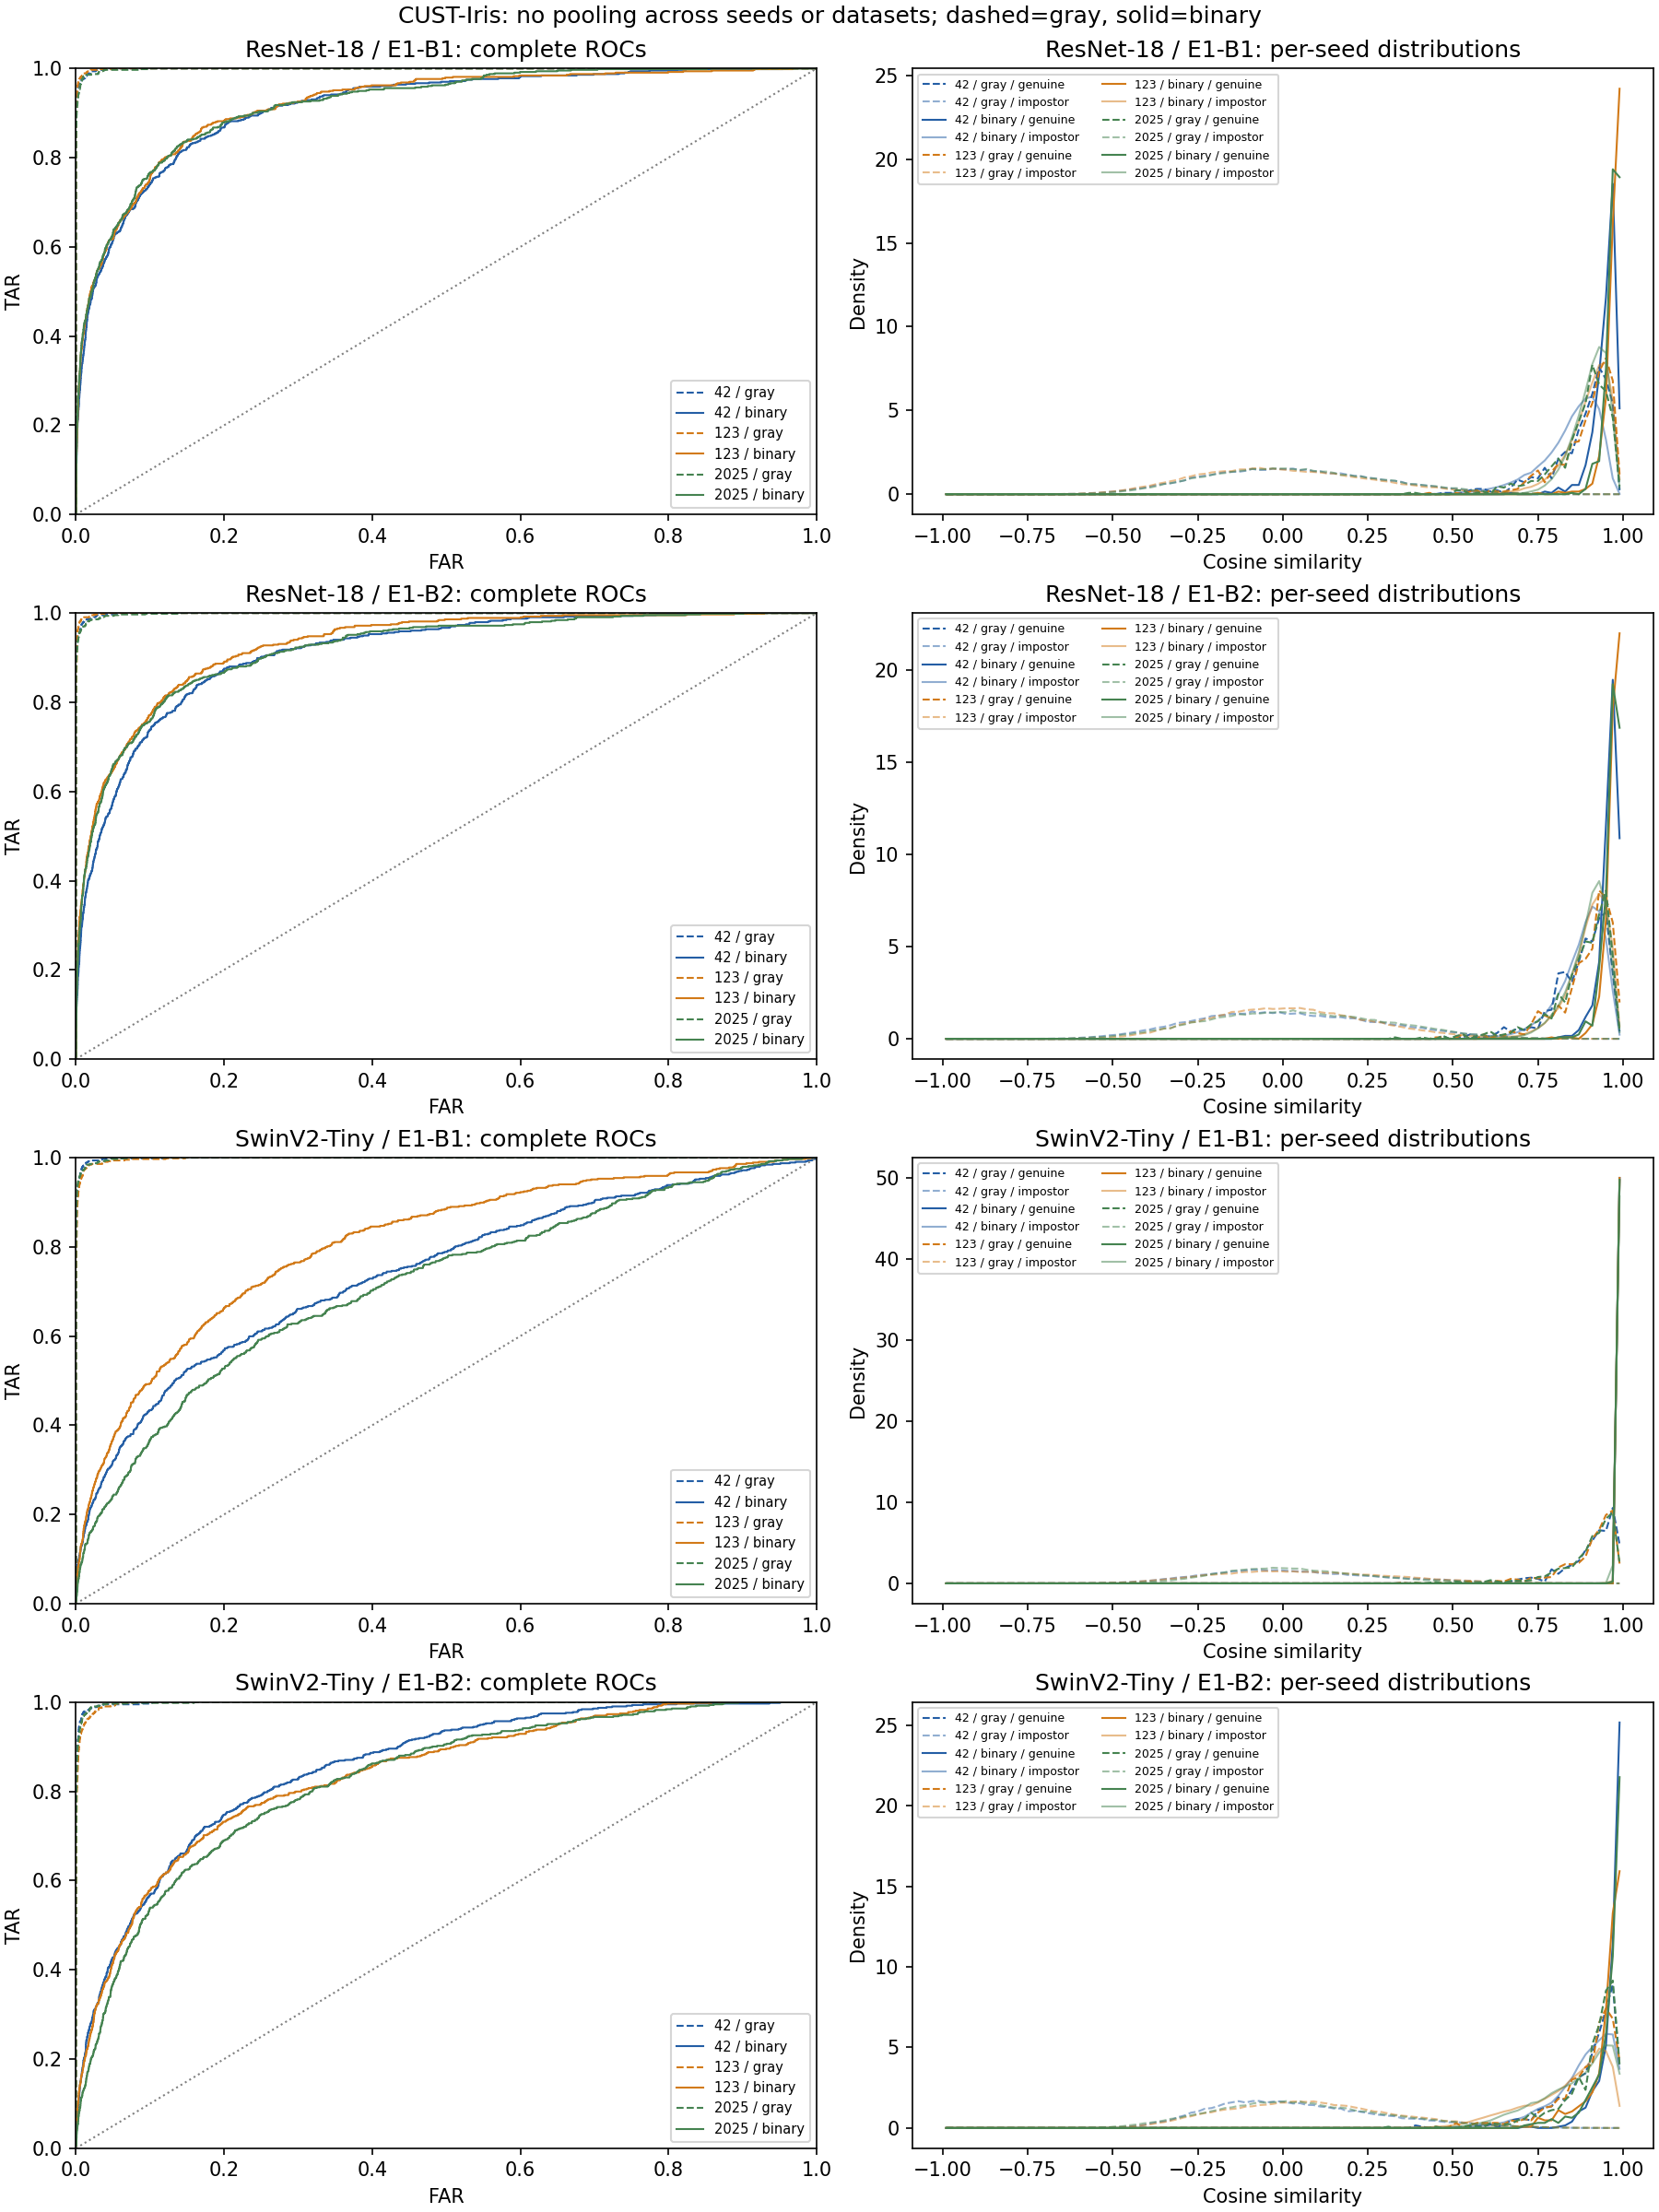 CUST-Iris: no pooling across seeds or datasets; dashed=gray, solid=binary
ResNet-18 / E1-B1: complete ROCs
1.0
0.8
0.6
0.4
0.2
0.0
TAR
0.0 0.2 0.4 0.6 0.8 1.0
FAR
42 / gray
42 / binary
123 / gray
123 / binary
2025 / gray
2025 / binary
ResNet-18 / E1-B1: per-seed distributions
25
20
15
10
5
0
Density
42 / gray / genuine
42 / gray / impostor
42 / binary / genuine
42 / binary / impostor
123 / gray / genuine
123 / gray / impostor
123 / binary / genuine
123 / binary / impostor
2025 / gray / genuine
2025 / gray / impostor
2025 / binary / genuine
2025 / binary / impostor
−1.00 −0.75 −0.50 −0.25 0.00 0.25 0.50 0.75 1.00
Cosine similarity
ResNet-18 / E1-B2: complete ROCs
1.0
0.8
0.6
0.4
0.2
0.0
TAR
0.0 0.2 0.4 0.6 0.8 1.0
FAR
42 / gray
42 / binary
123 / gray
123 / binary
2025 / gray
2025 / binary
ResNet-18 / E1-B2: per-seed distributions
20
15
10
5
0
Density
42 / gray / genuine
42 / gray / impostor
42 / binary / genuine
42 / binary / impostor
123 / gray / genuine
123 / gray / impostor
123 / binary / genuine
123 / binary / impostor
2025 / gray / genuine
2025 / gray / impostor
2025 / binary / genuine
2025 / binary / impostor
−1.00 −0.75 −0.50 −0.25 0.00 0.25 0.50 0.75 1.00
Cosine similarity
SwinV2-Tiny / E1-B1: complete ROCs
1.0
0.8
0.6
0.4
0.2
0.0
TAR
0.0 0.2 0.4 0.6 0.8 1.0
FAR
42 / gray
42 / binary
123 / gray
123 / binary
2025 / gray
2025 / binary
SwinV2-Tiny / E1-B1: per-seed distributions
50
40
30
20
10
0
Density
42 / gray / genuine
42 / gray / impostor
42 / binary / genuine
42 / binary / impostor
123 / gray / genuine
123 / gray / impostor
123 / binary / genuine
123 / binary / impostor
2025 / gray / genuine
2025 / gray / impostor
2025 / binary / genuine
2025 / binary / impostor
−1.00 −0.75 −0.50 −0.25 0.00 0.25 0.50 0.75 1.00
Cosine similarity
SwinV2-Tiny / E1-B2: complete ROCs
1.0
0.8
0.6
0.4
0.2
0.0
TAR
0.0 0.2 0.4 0.6 0.8 1.0
FAR
42 / gray
42 / binary
123 / gray
123 / binary
2025 / gray
2025 / binary
SwinV2-Tiny / E1-B2: per-seed distributions
25
20
15
10
5
0
Density
42 / gray / genuine
42 / gray / impostor
42 / binary / genuine
42 / binary / impostor
123 / gray / genuine
123 / gray / impostor
123 / binary / genuine
123 / binary / impostor
2025 / gray / genuine
2025 / gray / impostor
2025 / binary / genuine
2025 / binary / impostor
−1.00 −0.75 −0.50 −0.25 0.00 0.25 0.50 0.75 1.00
Cosine similarity